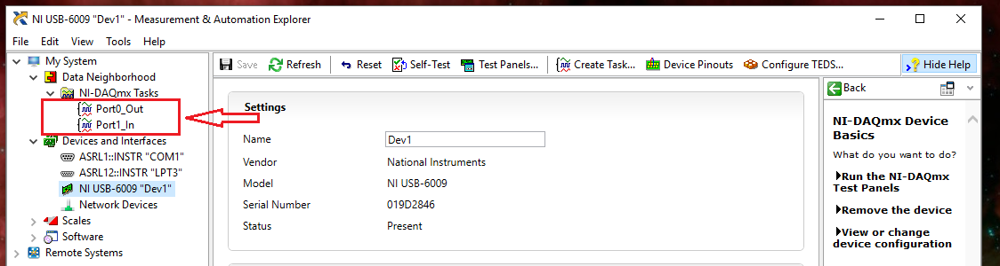 NI USB-6009 "Dev1" - Measurement & Automation Explorer
File Edit View Tools Help
My System
Data Neighborhood
NI-DAQmx Tasks
Port0_Out
Port1_In
Devices and Interfaces
ASRL1::INSTR "COM1"
ASRL12::INSTR "LPT3"
NI USB-6009 "Dev1"
Network Devices
Scales
Software
Remote Systems
Save Refresh Reset Self-Test Test Panels... Create Task... Device Pinouts Configure TEDS... Hide Help
Settings
Name Dev1
Vendor National Instruments
Model NI USB-6009
Serial Number 019D2846
Status Present
Back
NI-DAQmx Device
Basics
What do you want to do?
Run the NI-DAQmx
Test Panels
Remove the device
View or change
device configuration